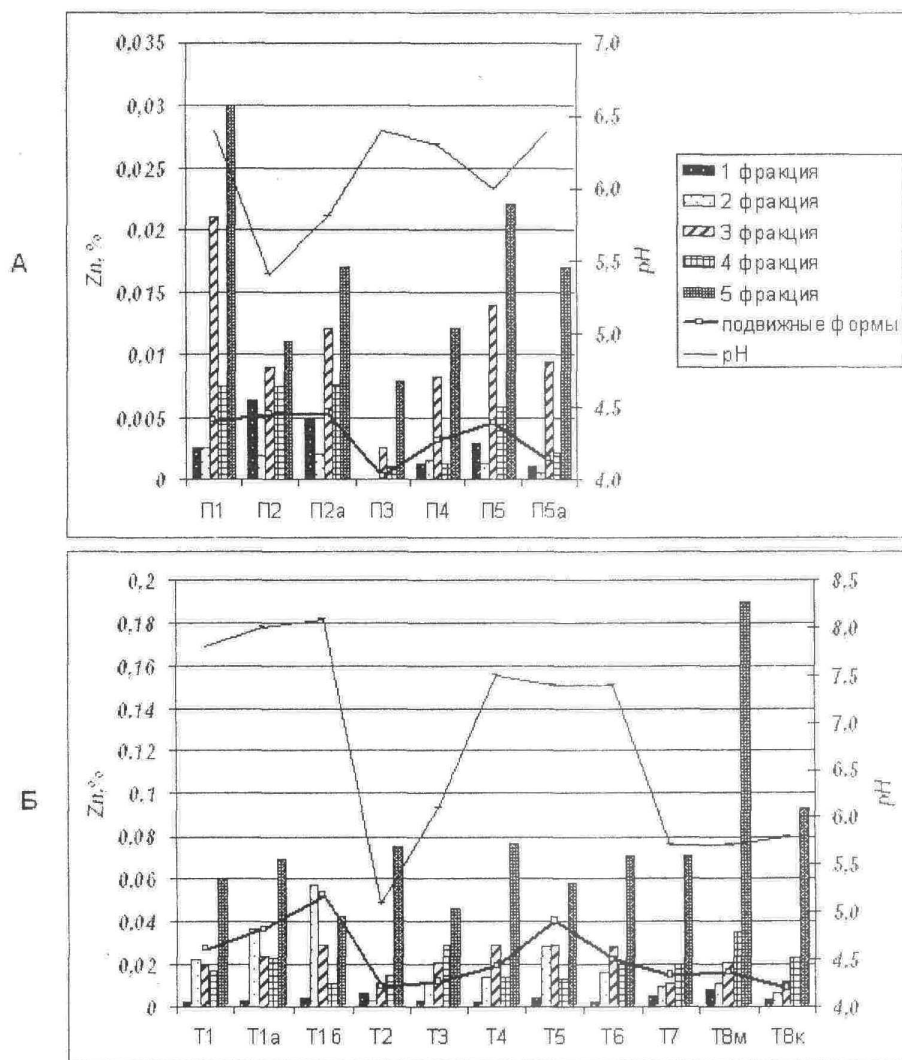 А
Zn, %
0,035
0,03
0,025
0,02
0,015
0,01
0,005
0
7,0
6,5
6,0
5,5
5,0
4,5
4,0
pH
П1 П2 П2а П3 П4 П5 П5а
1 фракция
2 фракция
3 фракция
4 фракция
5 фракция
подвижные формы
pH
Б
Zn,%
0,2
0,18
0,16
0,14
0,12
0,1
0,08
0,06
0,04
0,02
0
8,5
8,0
7,5
7,0
6,5
6,0
5,5
5,0
4,5
4,0
pH
Т1 Т1а Т1б Т2 Т3 Т4 Т5 Т6 Т7 Т8м Т8к